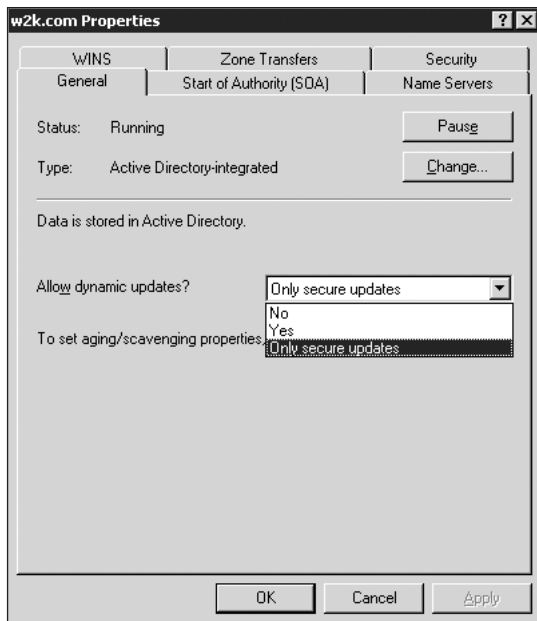 w2k.com Properties
WINS Zone Transfers Security
General Start of Authority (SOA) Name Servers
Status: Running Pause
Type: Active Directory-integrated Change...
Data is stored in Active Directory.
Allow dynamic updates? Only secure updates
No
Yes
To set aging/scavenging properties, Only secure updates
OK Cancel Apply